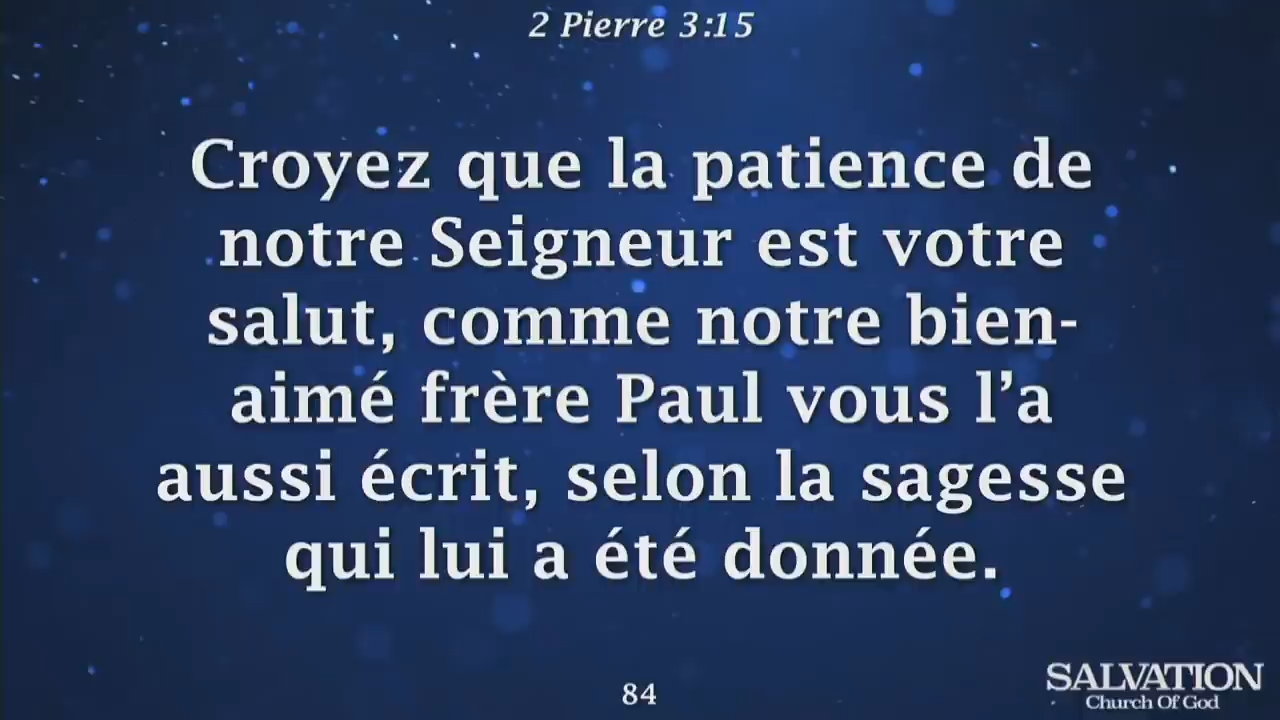 2 Pierre 3:15
Croyez que la patience de
notre Seigneur est votre
salut, comme notre bien-
aimé frère Paul vous l’a
aussi écrit, selon la sagesse
qui lui a été donnée.
84
SALVATION
Church Of God